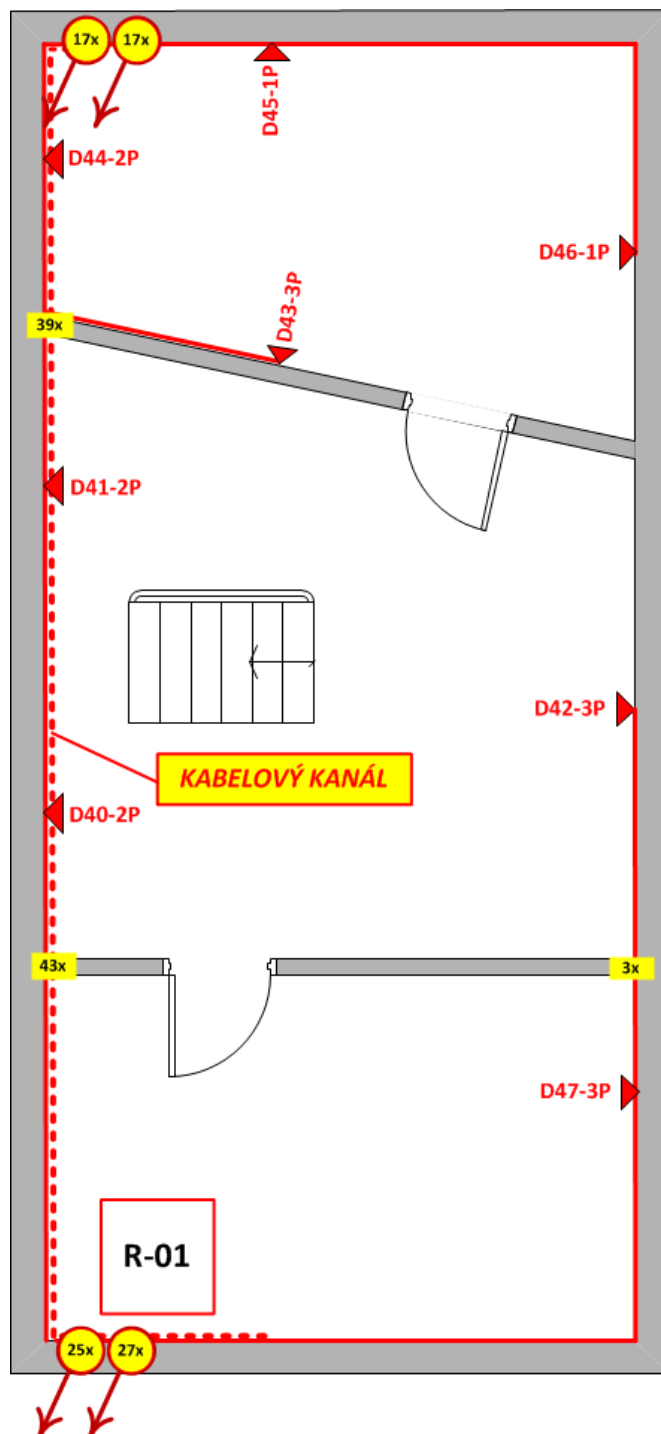 17x 17x
D45-1P
D44-2P
D46-1P
D43-3P
39x
D41-2P
D42-3P
KABELOVÝ KANÁL
D40-2P
43x
3x
D47-3P
R-01
25x 27x